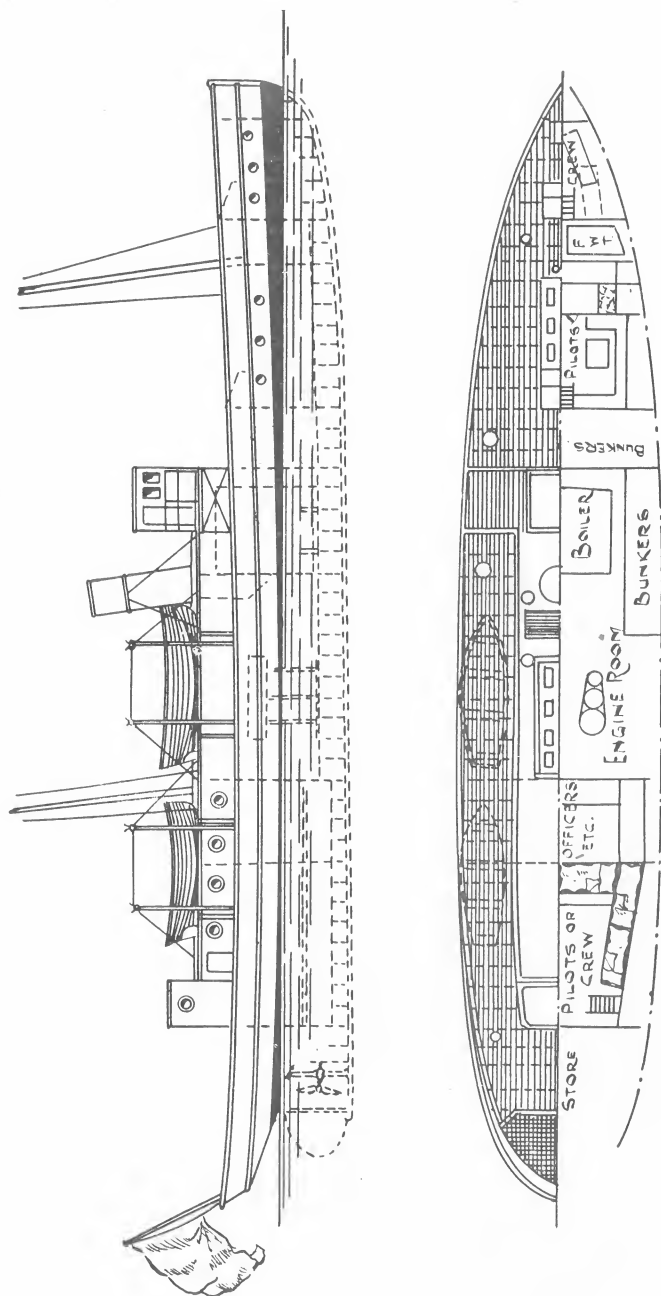 CREW
F W T
PILOTS
BUNKERS
BOILER
BUNKERS
ENGINE ROOM
OFFICERS
ETC.
PILOTS OR
CREW
STORE